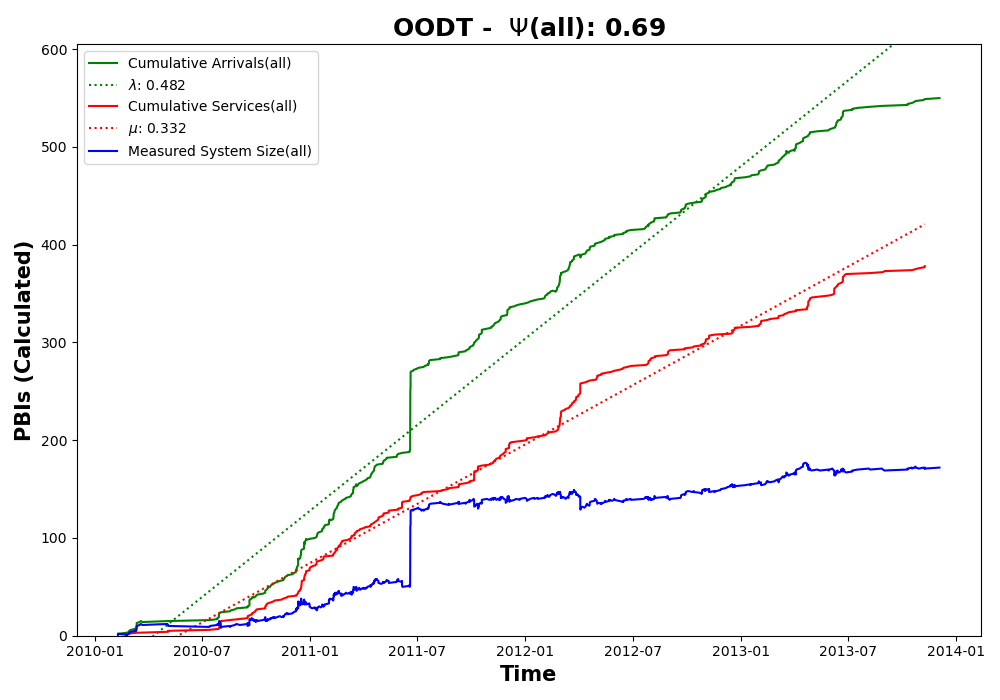 OODT -  Ψ(all): 0.69
PBIs (Calculated)
600
500
400
300
200
100
0
Cumulative Arrivals(all)
λ: 0.482
Cumulative Services(all)
μ: 0.332
Measured System Size(all)
2010-01 2010-07 2011-01 2011-07 2012-01 2012-07 2013-01 2013-07 2014-01
Time